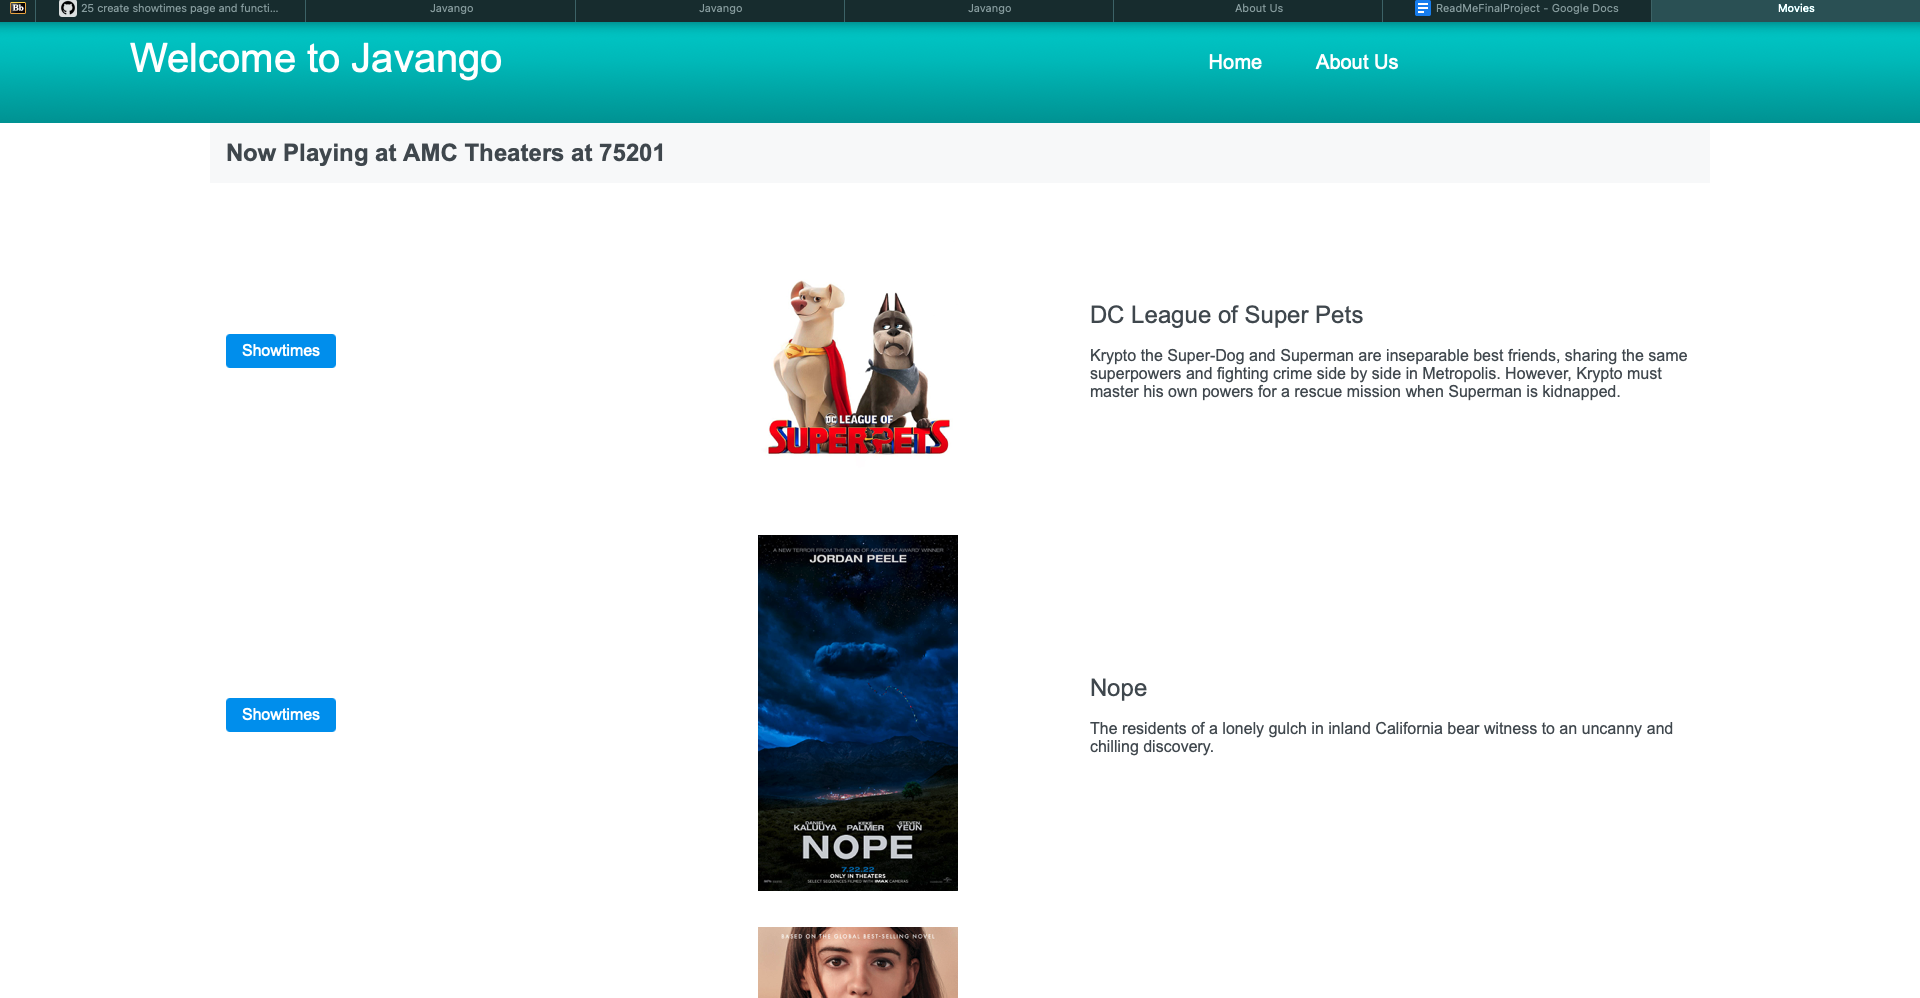 Bb
25 create showtimes page and functi...
Javango
Javango
Javango
About Us
ReadMeFinalProject - Google Docs
Movies
Welcome to Javango
Home
About Us
Now Playing at AMC Theaters at 75201
Showtimes
DC LEAGUE OF
SUPER-PETS
DC League of Super Pets
Krypto the Super-Dog and Superman are inseparable best friends, sharing the same
superpowers and fighting crime side by side in Metropolis. However, Krypto must
master his own powers for a rescue mission when Superman is kidnapped.
Showtimes
A NEW TERROR FROM THE MIND OF ACADEMY AWARD® WINNER
JORDAN PEELE
DANIEL KALUUYA KEKE PALMER STEVEN YEUN
NOPE
7.22.22
ONLY IN THEATERS
SELECT SEQUENCES FILMED WITH IMAX CAMERAS
Nope
The residents of a lonely gulch in inland California bear witness to an uncanny and
chilling discovery.
BASED ON THE GLOBAL BEST-SELLING NOVEL